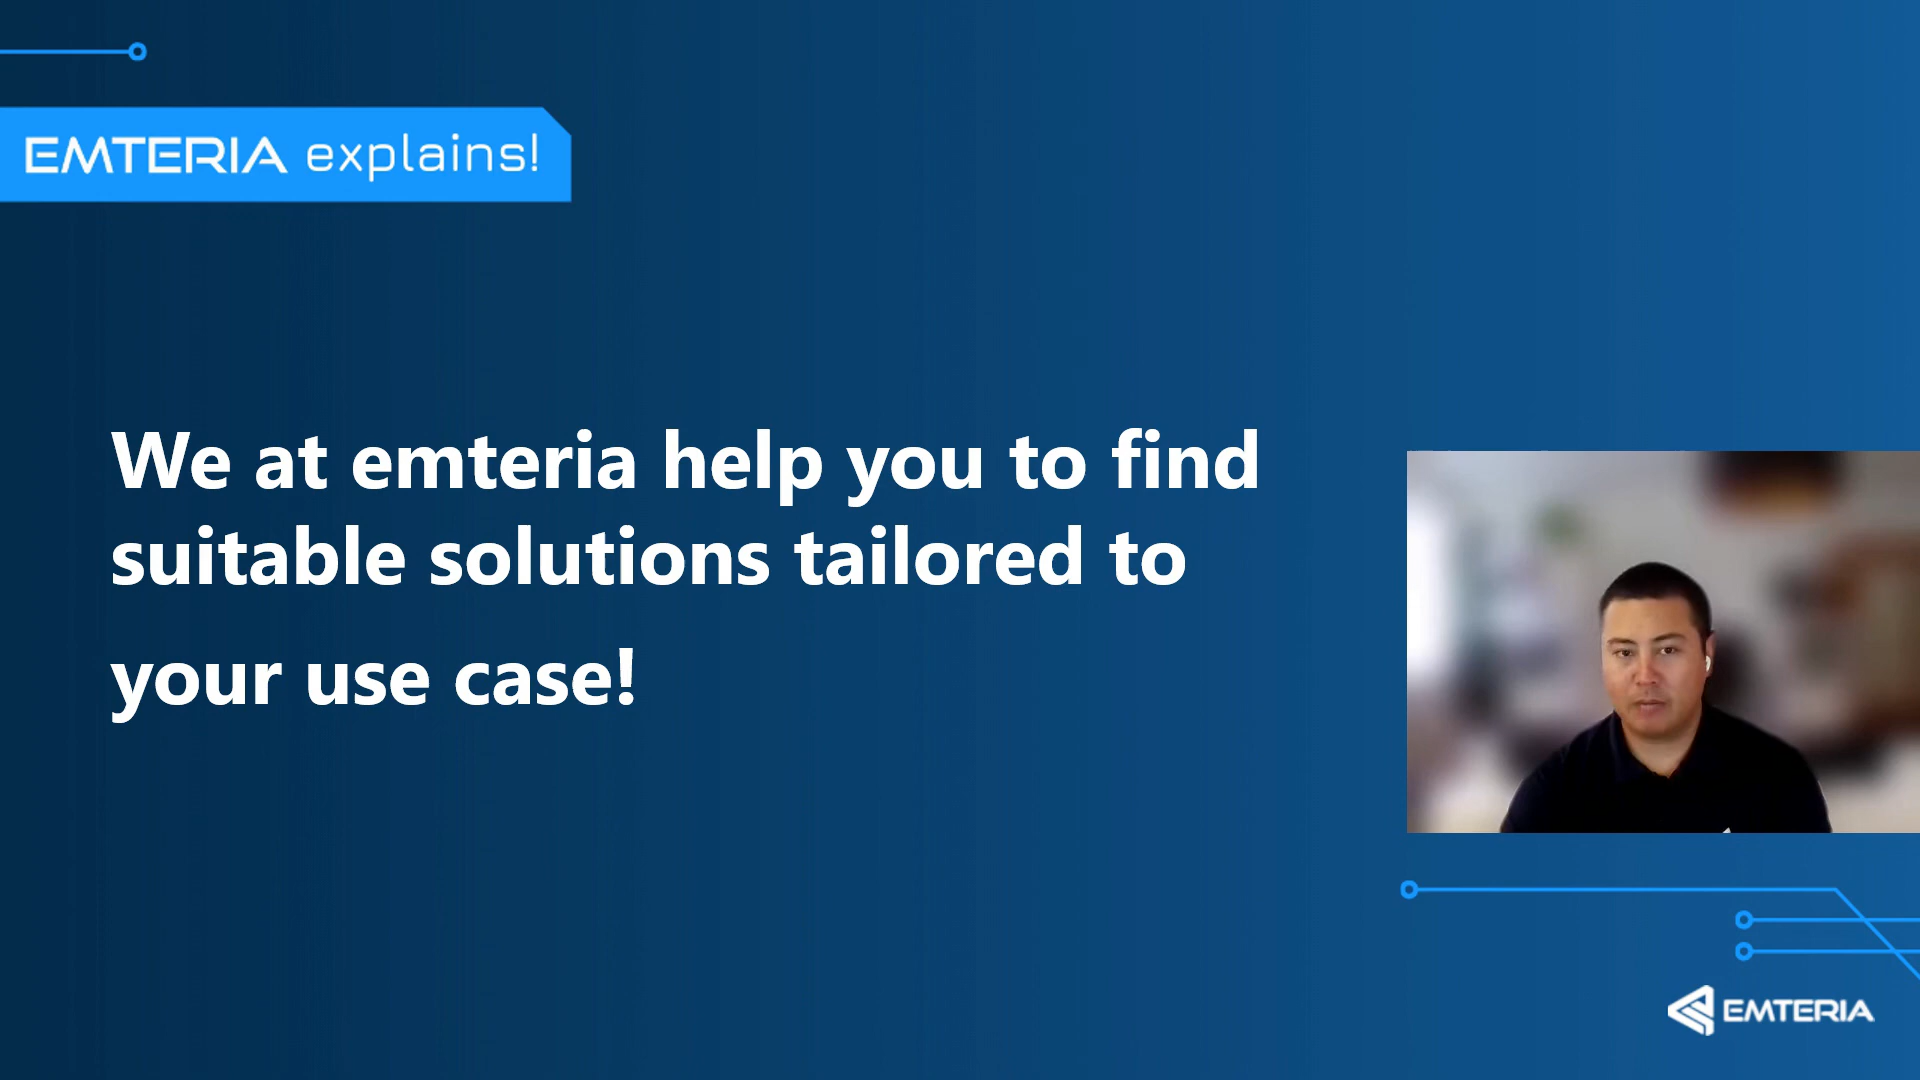 EMTERIA explains!
We at emteria help you to find
suitable solutions tailored to
your use case!
EMTERIA